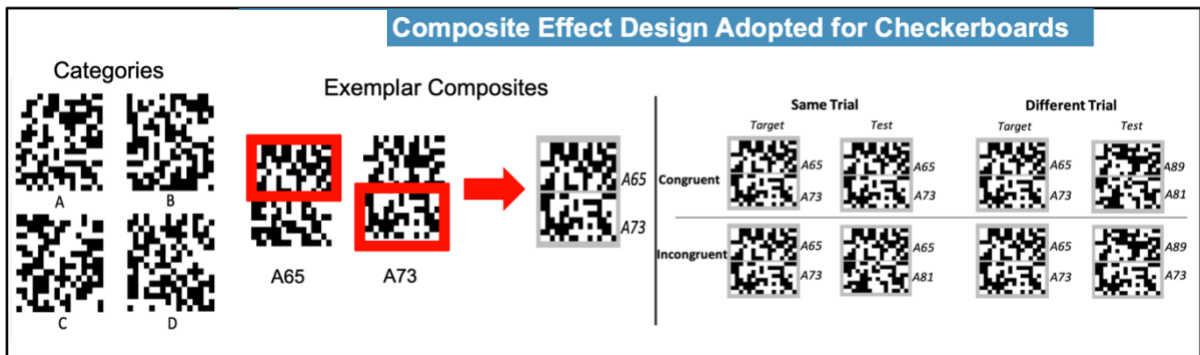 Composite Effect Design Adopted for Checkerboards
Categories
A
B
C
D
Exemplar Composites
A65
A73
A65
A73
Same Trial
Different Trial
Target
Test
Target
Test
Congruent
A65
A73
A65
A73
A65
A73
A89
A81
Incongruent
A65
A73
A65
A81
A65
A73
A89
A73